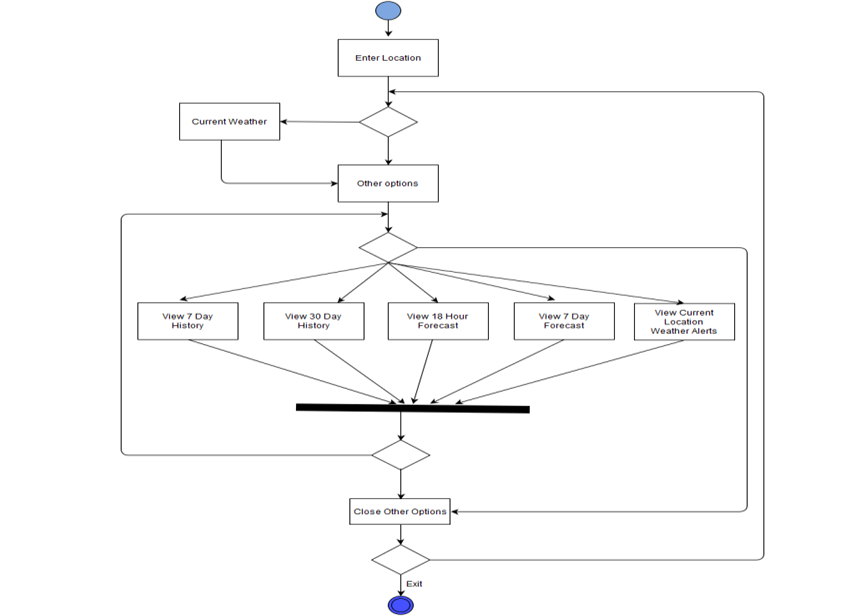 Enter Location
Current Weather
Other options
View 7 Day
History
View 30 Day
History
View 18 Hour
Forecast
View 7 Day
Forecast
View Current
Location
Weather Alerts
Close Other Options
Exit